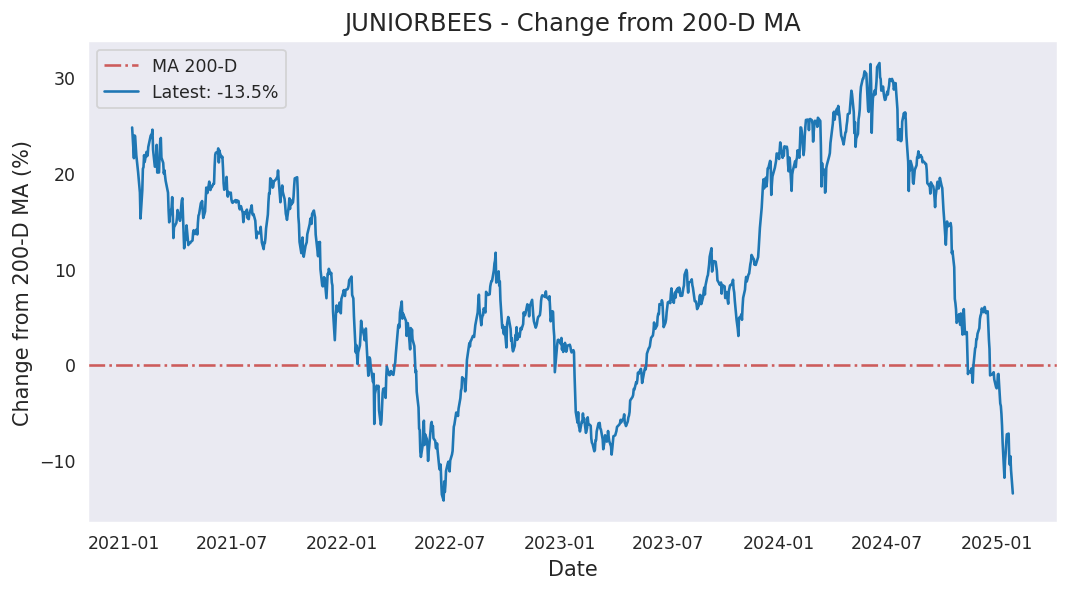 JUNIORBEES - Change from 200-D MA
MA 200-D
Latest: -13.5%
Change from 200-D MA (%)
30
20
10
0
−10
2021-01 2021-07 2022-01 2022-07 2023-01 2023-07 2024-01 2024-07 2025-01
Date